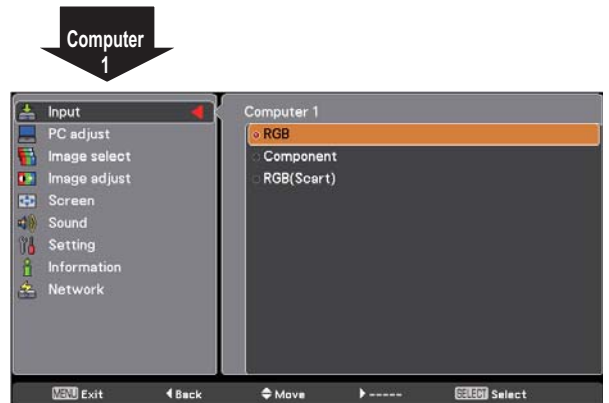 Computer
1
Input
PC adjust
Image select
Image adjust
Screen
Sound
Setting
Information
Network
Computer 1
RGB
Component
RGB(Scart)
MENU Exit ◀Back ◆Move ▶----- SELECT Select